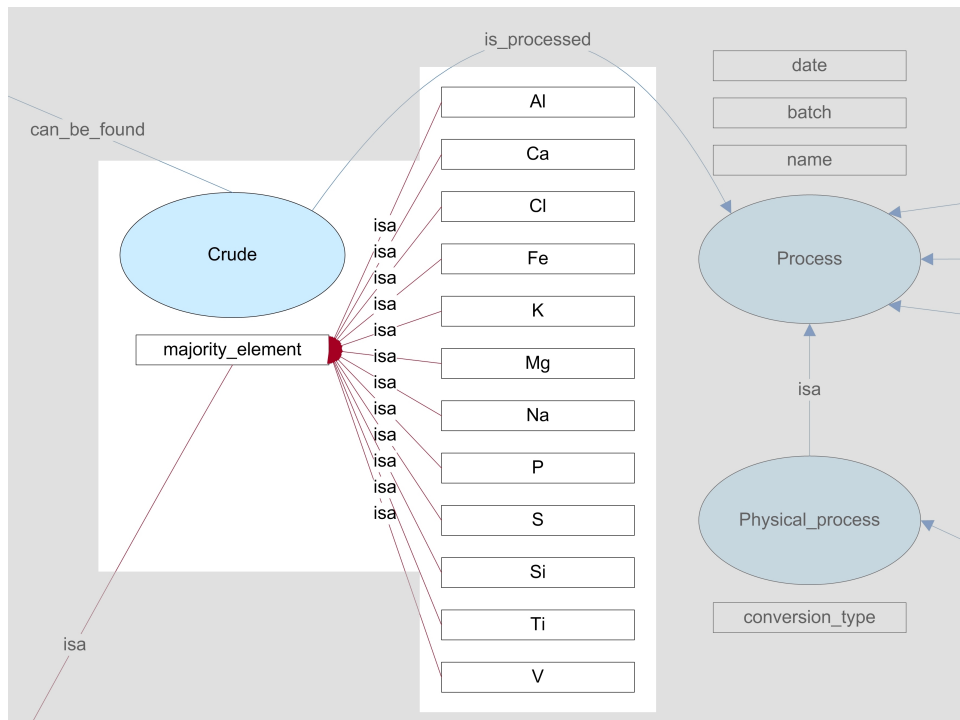 is_processed
can_be_found
Crude
majority_element
isa
isa
isa
isa
isa
isa
isa
isa
isa
isa
isa
isa
isa
Al
Ca
Cl
Fe
K
Mg
Na
P
S
Si
Ti
V
date
batch
name
Process
isa
Physical_process
conversion_type